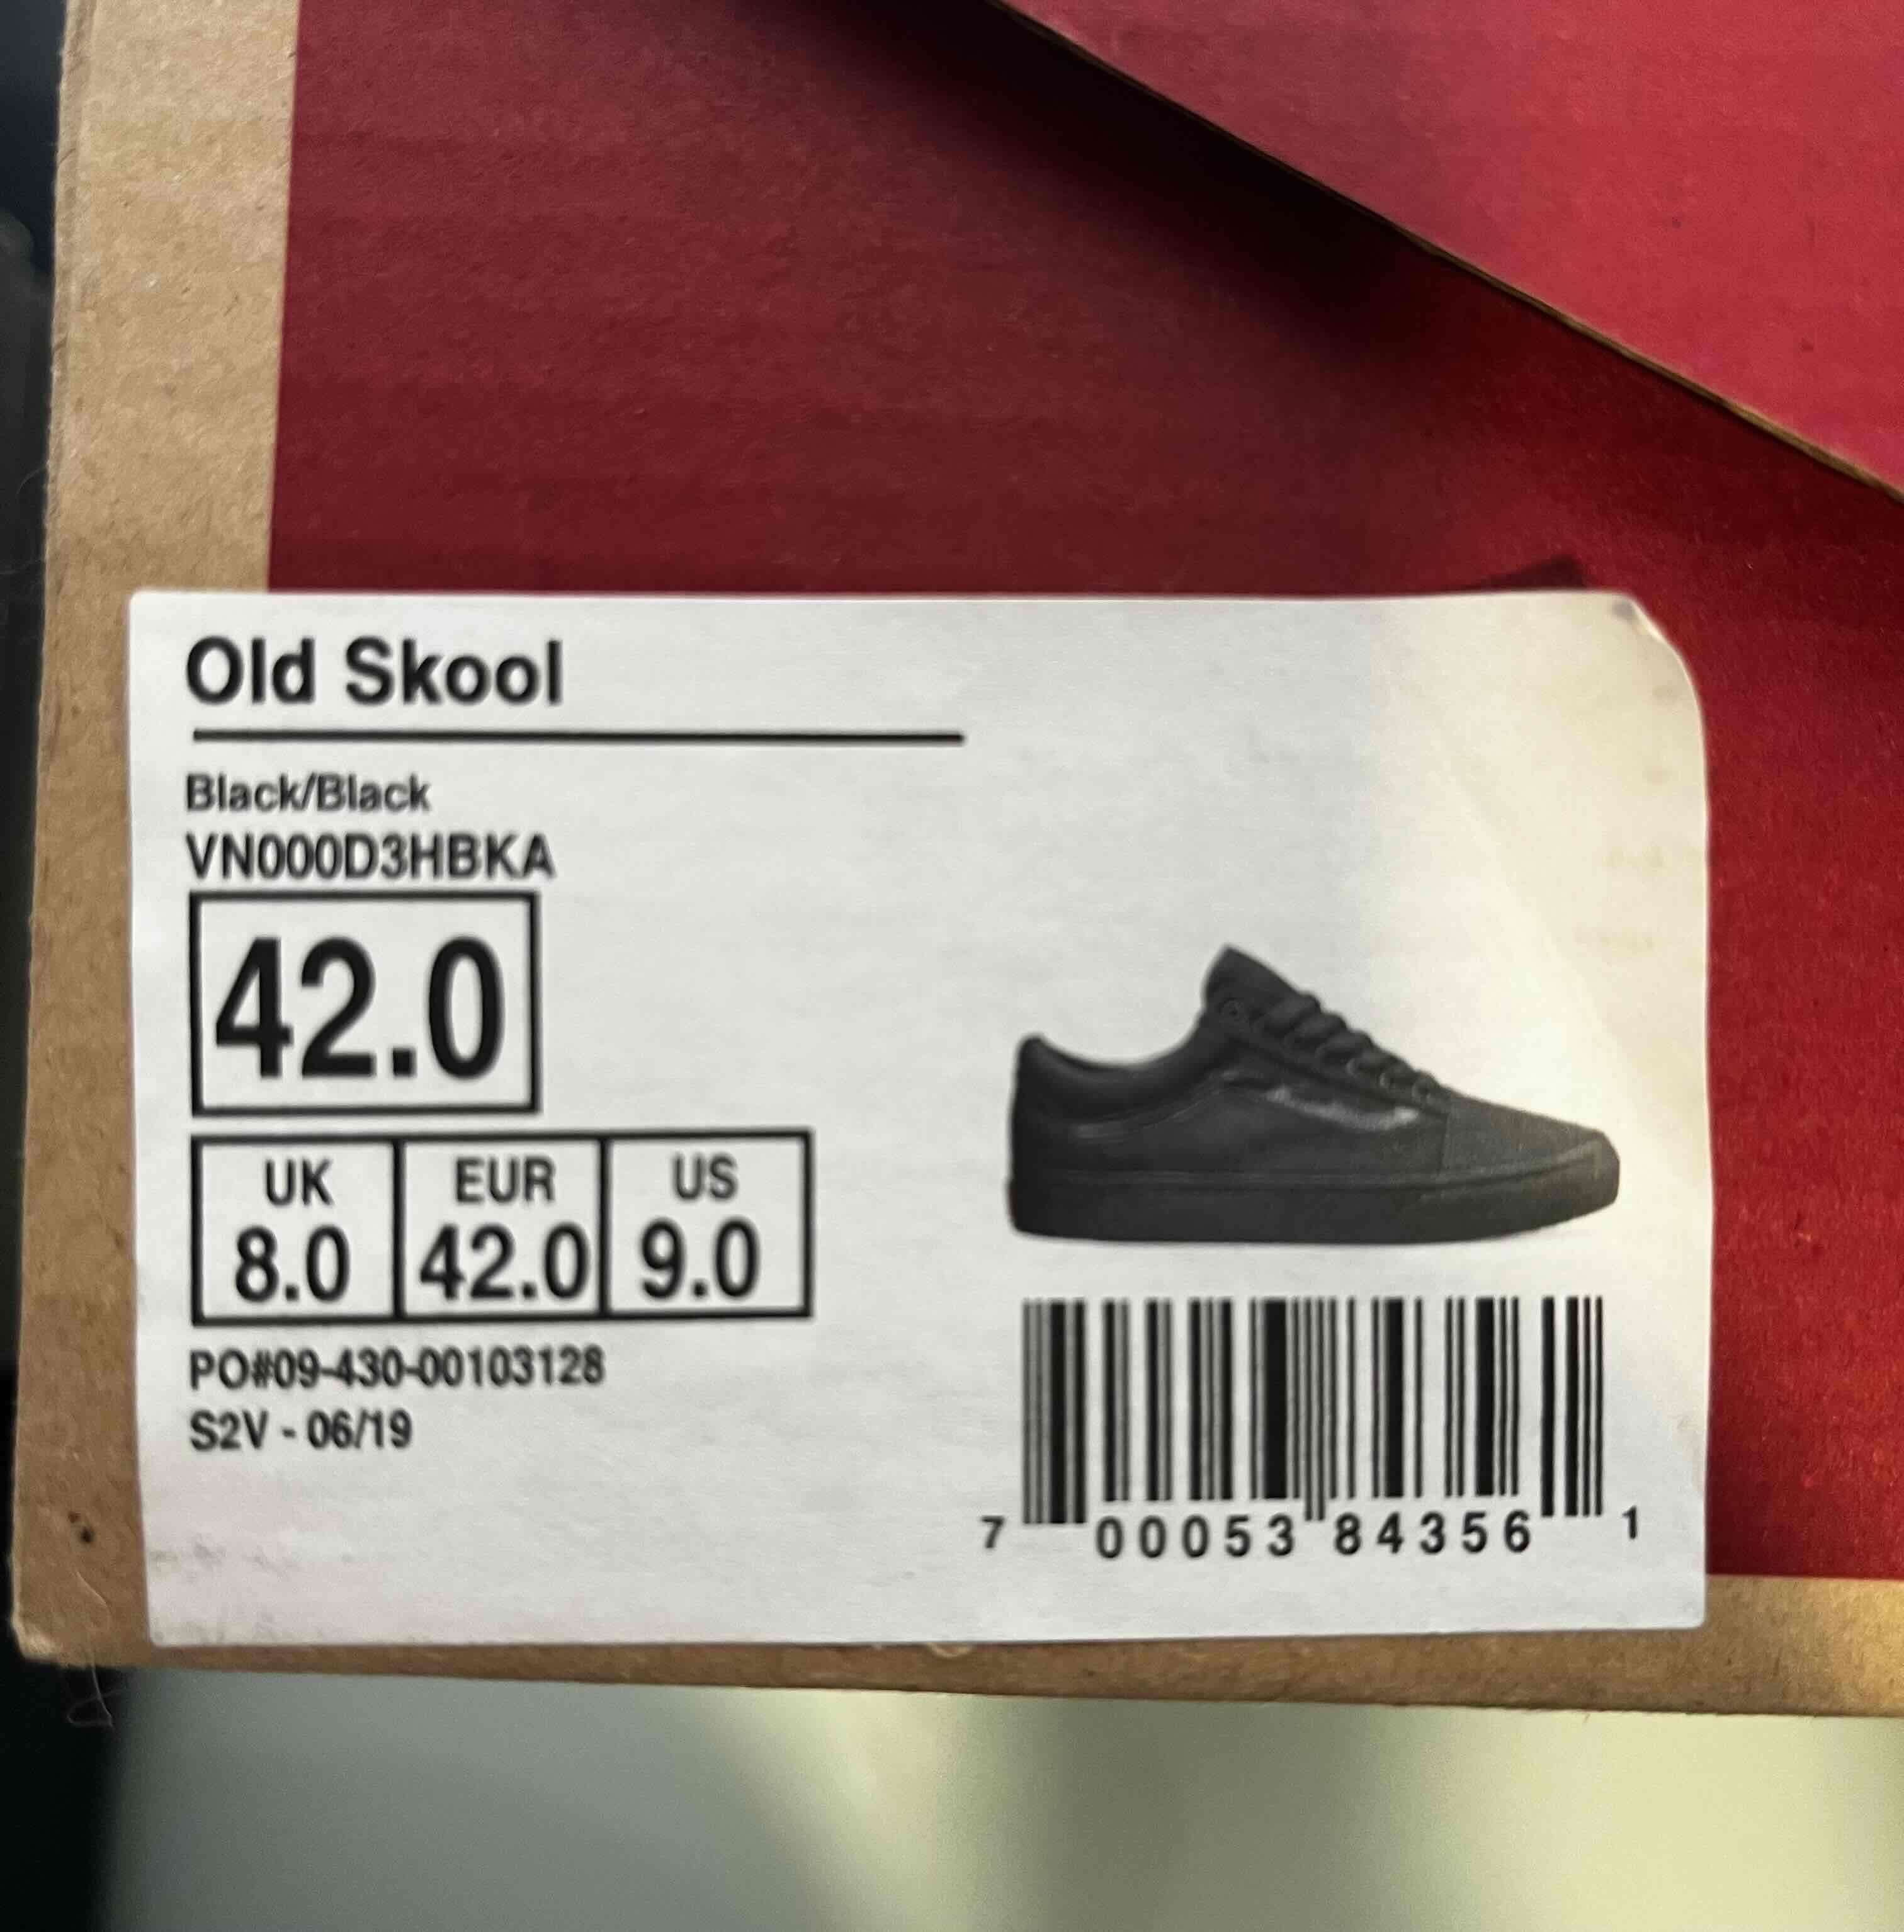 Old Skool
Black/Black
VN000D3HBKA
42.0
UK EUR US
8.0 42.0 9.0
PO#09-430-00103128
S2V - 06/19
7 00053 84356 1